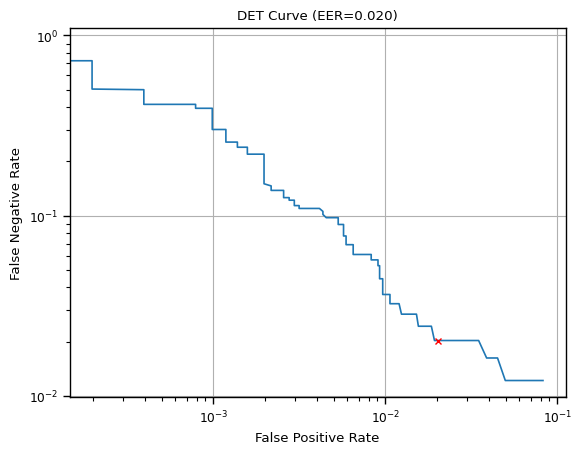 DET Curve (EER=0.020)
10⁰
10⁻¹
10⁻²
False Negative Rate
10⁻³
10⁻²
10⁻¹
False Positive Rate